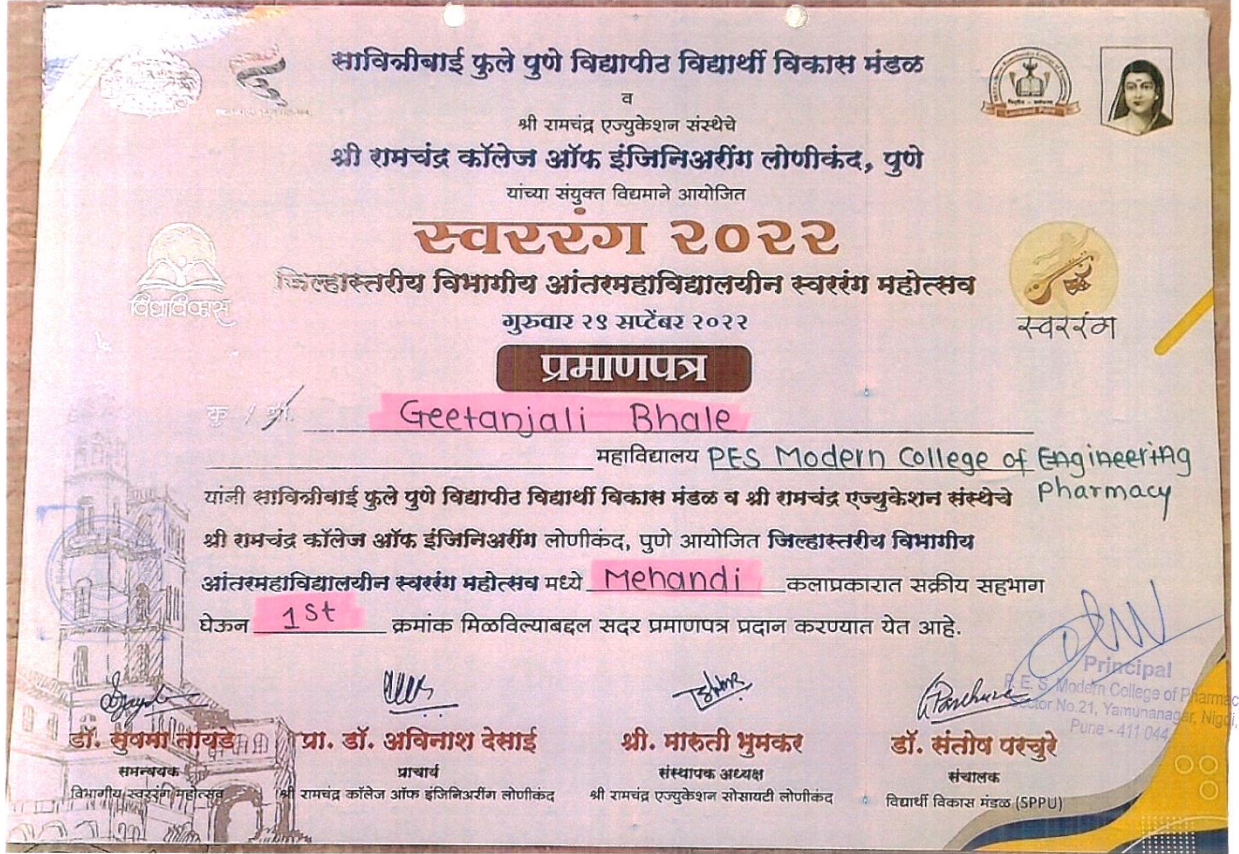 सावित्रीबाई फुले पुणे विद्यापीठ विद्यार्थी विकास मंडळ
व
श्री रामचंद्र एज्युकेशन संस्थेचे
श्री रामचंद्र कॉलेज ऑफ इंजिनिअरींग लोणीकंद, पुणे
यांच्या संयुक्त विद्यमाने आयोजित
स्वररंग २०२२
जिल्हास्तरीय विभागीय आंतरमहाविद्यालयीन स्वररंग महोत्सव
विद्याविकास
गुरुवार २९ सप्टेंबर २०२२
स्वररंग
प्रमाणपत्र
कु. / श्री. Geetanjali Bhale
महाविद्यालय PES Modern College of Engineering
Pharmacy
यांनी सावित्रीबाई फुले पुणे विद्यापीठ विद्यार्थी विकास मंडळ व श्री रामचंद्र एज्युकेशन संस्थेचे
श्री रामचंद्र कॉलेज ऑफ इंजिनिअरींग लोणीकंद, पुणे आयोजित जिल्हास्तरीय विभागीय
आंतरमहाविद्यालयीन स्वररंग महोत्सव मध्ये Mehandi कलाप्रकारात सक्रीय सहभाग
घेऊन 1st क्रमांक मिळविल्याबद्दल सदर प्रमाणपत्र प्रदान करण्यात येत आहे.
Principal
P. E. S. Modern College of Pharmac
Sector No.21, Yamunanagar, Nigdi,
Pune - 411 044
डॉ. सुषमा तायडे
समन्वयक
विभागीय स्वररंग महोत्सव
प्रा. डॉ. अविनाश देसाई
प्राचार्य
श्री रामचंद्र कॉलेज ऑफ इंजिनिअरींग लोणीकंद
श्री. मारुती भुमकर
संस्थापक अध्यक्ष
श्री रामचंद्र एज्युकेशन सोसायटी लोणीकंद
डॉ. संतोष परचुरे
संचालक
विद्यार्थी विकास मंडळ (SPPU)